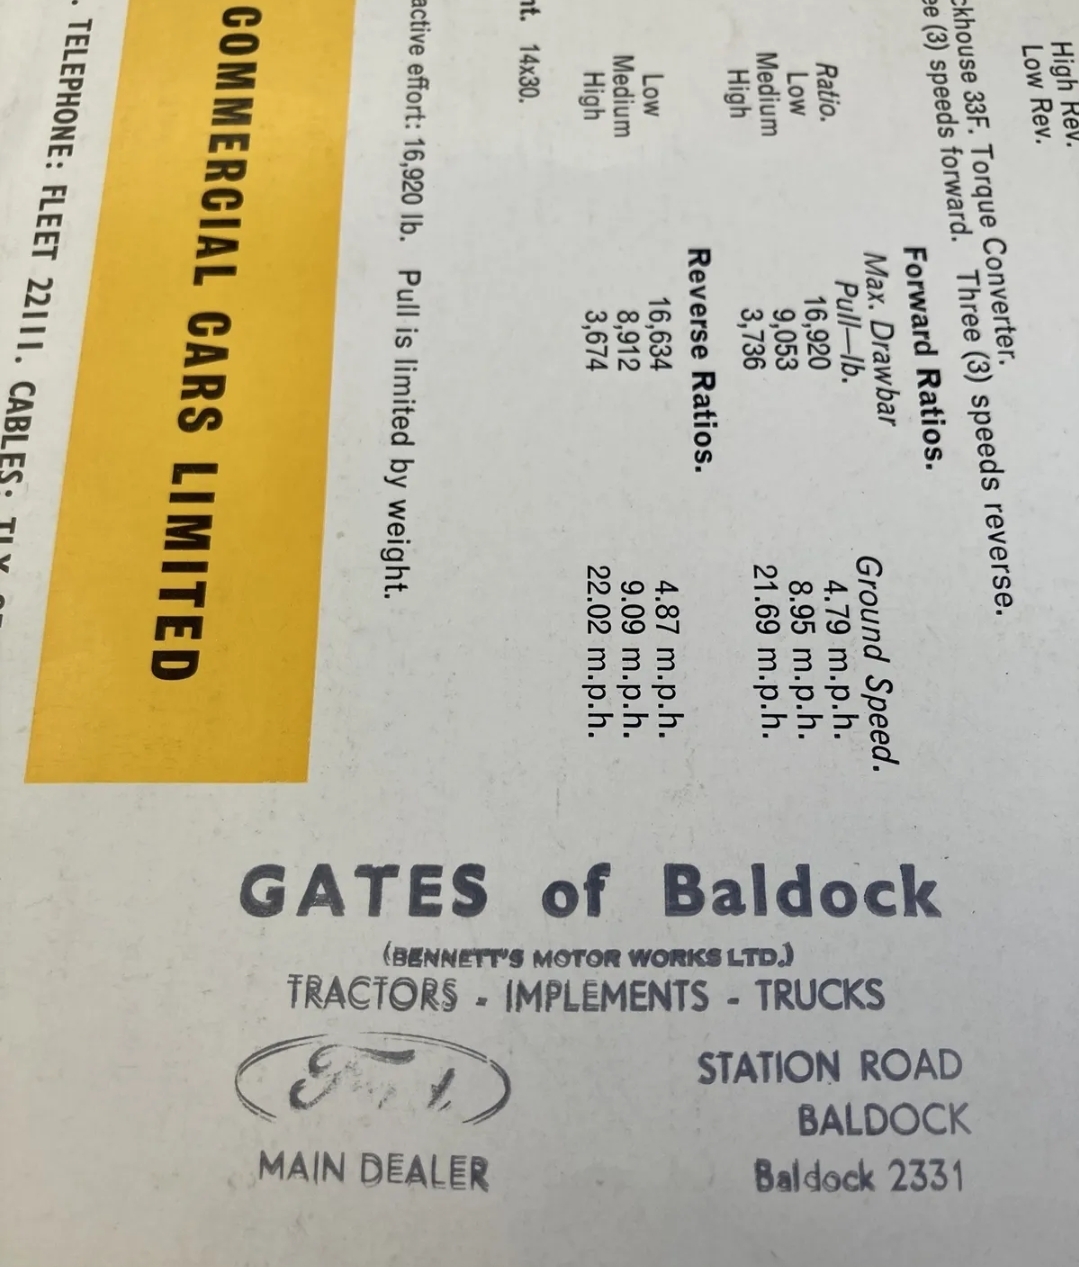 High Rev.
Low Rev.
ckhouse 33F. Torque Converter.
ee (3) speeds forward. Three (3) speeds reverse.
Forward Ratios.
Ratio. Max. Drawbar Pull—lb. Ground Speed.
Low 16,920 4.79 m.p.h.
Medium 9,053 8.95 m.p.h.
High 3,736 21.69 m.p.h.
Reverse Ratios.
Low 16,634 4.87 m.p.h.
Medium 8,912 9.09 m.p.h.
High 3,674 22.02 m.p.h.
nt. 14x30.
active effort: 16,920 lb. Pull is limited by weight.
COMMERCIAL CARS LIMITED
. TELEPHONE: FLEET 22111. CABLES: TLX
GATES of Baldock
(BENNETT'S MOTOR WORKS LTD.)
TRACTORS - IMPLEMENTS - TRUCKS
Ford
MAIN DEALER
STATION ROAD
BALDOCK
Baldock 2331